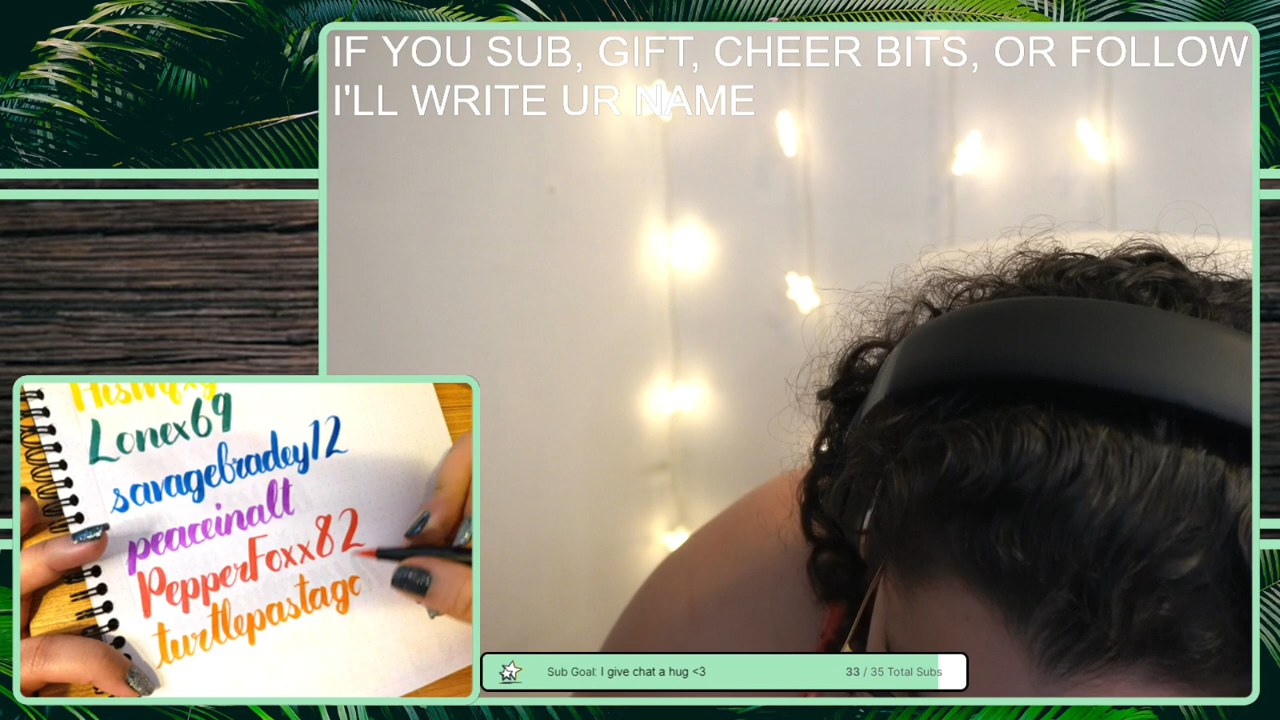 IF YOU SUB, GIFT, CHEER BITS, OR FOLLOW
I'LL WRITE UR NAME
Lonex69
savagebradey12
peaceinalt
PepperFoxx82
turtlepastago
Sub Goal: I give chat a hug <3 33 / 35 Total Subs